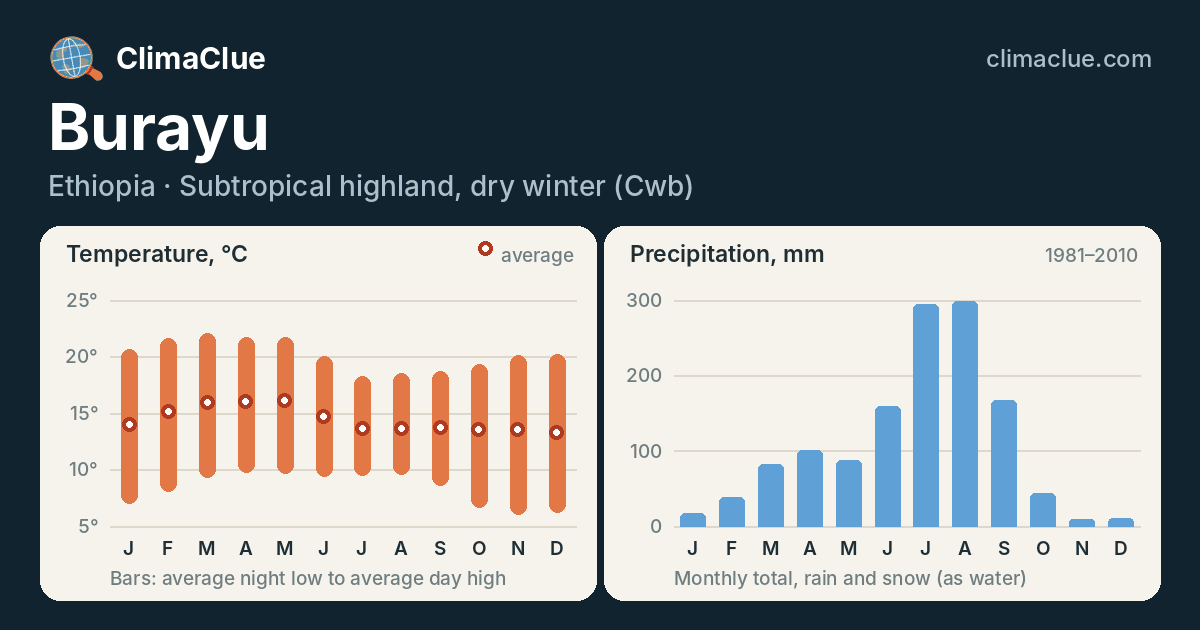 ClimaClue
climaclue.com
Burayu
Ethiopia · Subtropical highland, dry winter (Cwb)
Temperature, °C
average
25°
20°
15°
10°
5°
J F M A M J J A S O N D
Bars: average night low to average day high
Precipitation, mm
1981–2010
300
200
100
0
J F M A M J J A S O N D
Monthly total, rain and snow (as water)